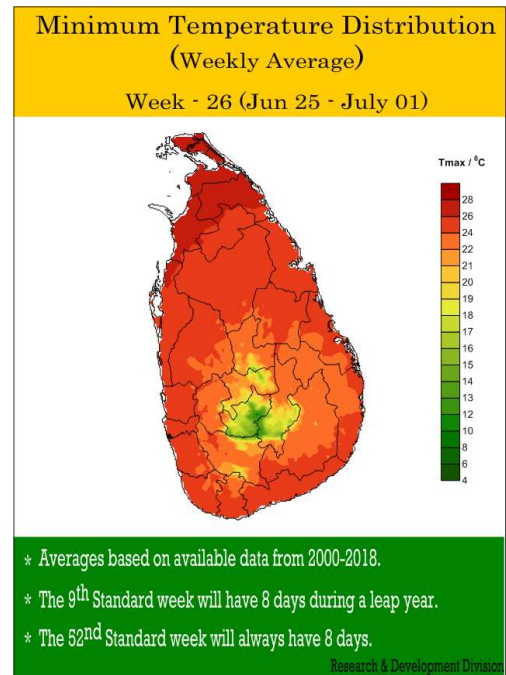 Minimum Temperature Distribution
(Weekly Average)
Week - 26 (Jun 25 - July 01)
Tmax / ⁰C
28
26
24
22
21
20
19
18
17
16
15
14
13
12
10
8
6
4
* Averages based on available data from 2000-2018.
* The 9th Standard week will have 8 days during a leap year.
* The 52nd Standard week will always have 8 days.
Research & Development Division